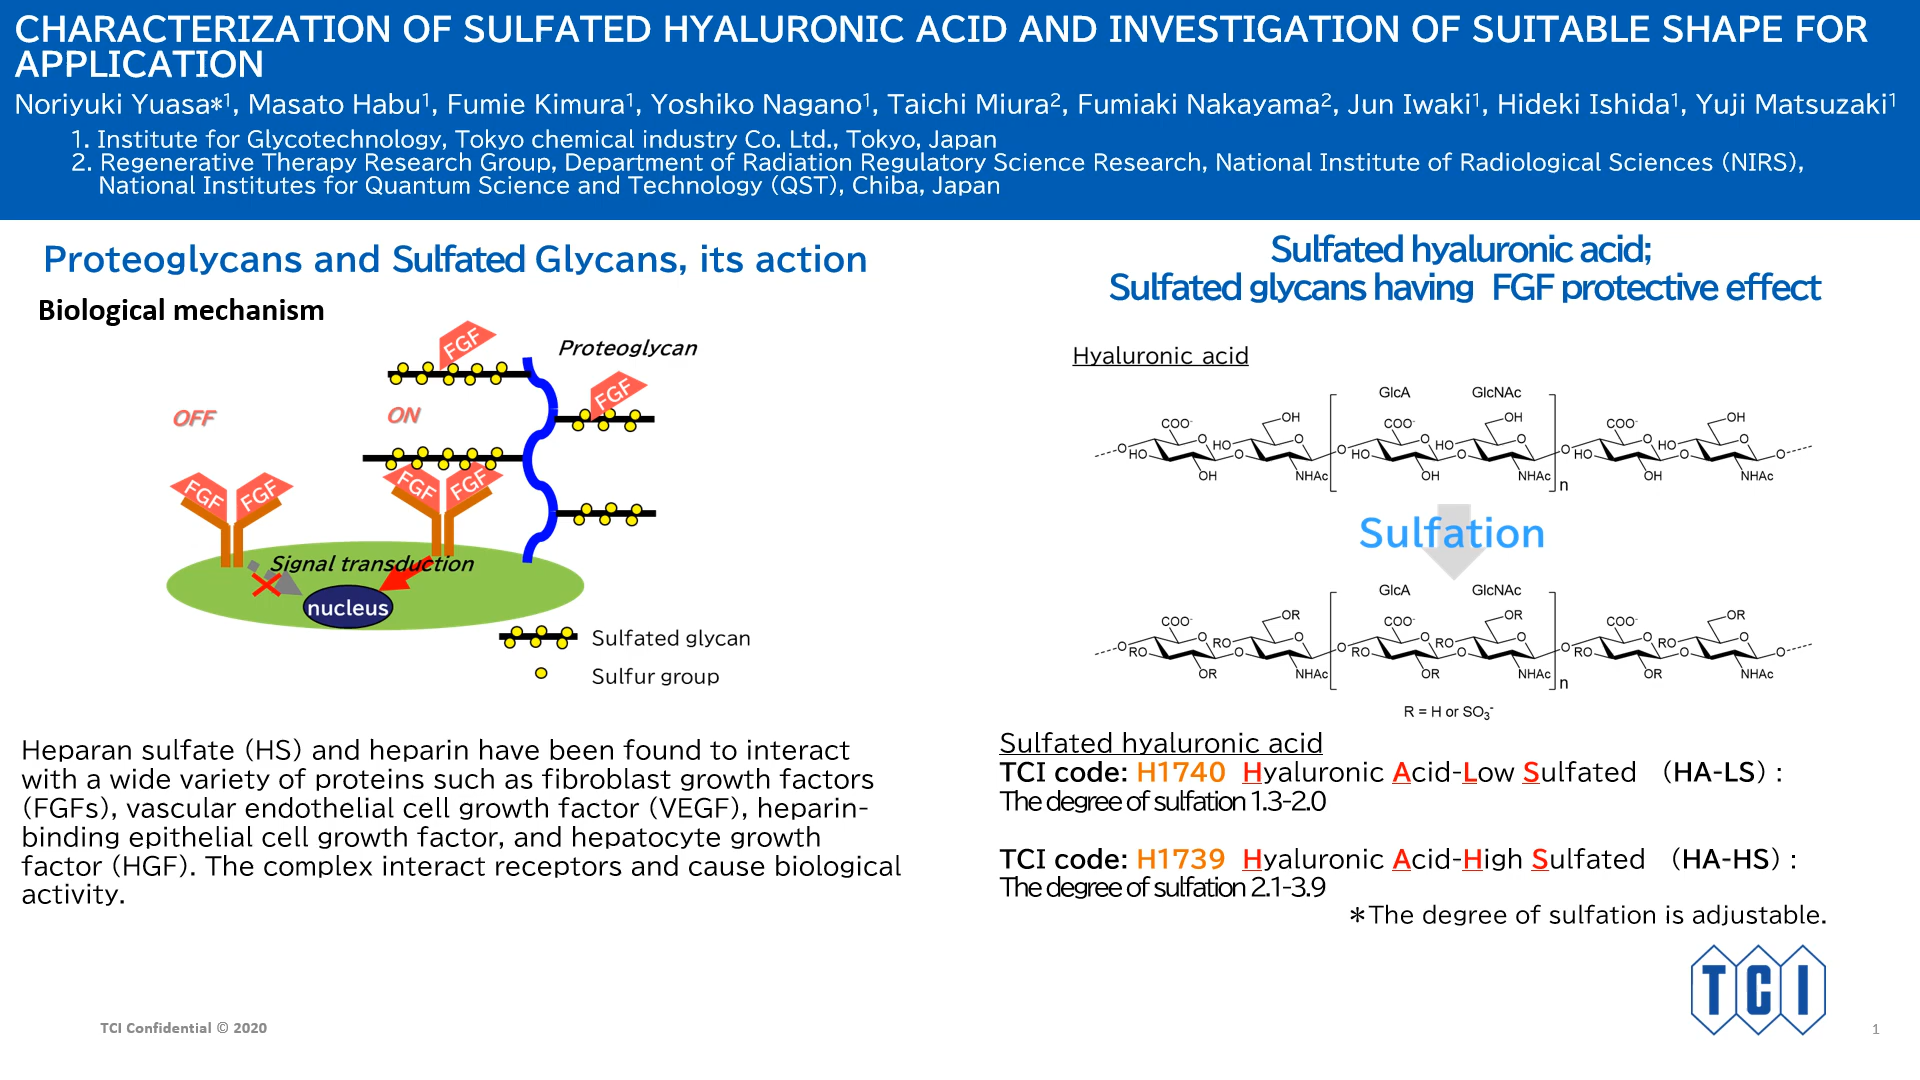 CHARACTERIZATION OF SULFATED HYALURONIC ACID AND INVESTIGATION OF SUITABLE SHAPE FOR
APPLICATION
Noriyuki Yuasa*1, Masato Habu1, Fumie Kimura1, Yoshiko Nagano1, Taichi Miura2, Fumiaki Nakayama2, Jun Iwaki1, Hideki Ishida1, Yuji Matsuzaki1
1. Institute for Glycotechnology, Tokyo chemical industry Co. Ltd., Tokyo, Japan
2. Regenerative Therapy Research Group, Department of Radiation Regulatory Science Research, National Institute of Radiological Sciences (NIRS),
National Institutes for Quantum Science and Technology (QST), Chiba, Japan
Proteoglycans and Sulfated Glycans, its action
Biological mechanism
FGF
Proteoglycan
FGF
OFF
ON
FGF FGF
FGF FGF
Signal transduction
nucleus
Sulfated glycan
Sulfur group
Heparan sulfate (HS) and heparin have been found to interact
with a wide variety of proteins such as fibroblast growth factors
(FGFs), vascular endothelial cell growth factor (VEGF), heparin-
binding epithelial cell growth factor, and hepatocyte growth
factor (HGF). The complex interact receptors and cause biological
activity.
Sulfated hyaluronic acid;
Sulfated glycans having FGF protective effect
Hyaluronic acid
GlcA GlcNAc
COO- OH COO- OH COO- OH
O HO O HO O O O HO O HO O O O HO O HO O O O
OH NHAc OH NHAc n OH NHAc
Sulfation
GlcA GlcNAc
COO- OR COO- OR COO- OR
O RO O RO O O O RO O RO O O O RO O RO O O O
OR NHAc OR NHAc n OR NHAc
R = H or SO3-
Sulfated hyaluronic acid
TCI code: H1740 Hyaluronic Acid-Low Sulfated (HA-LS) :
The degree of sulfation 1.3-2.0
TCI code: H1739 Hyaluronic Acid-High Sulfated (HA-HS) :
The degree of sulfation 2.1-3.9
*The degree of sulfation is adjustable.
TCI
TCI Confidential © 2020
1